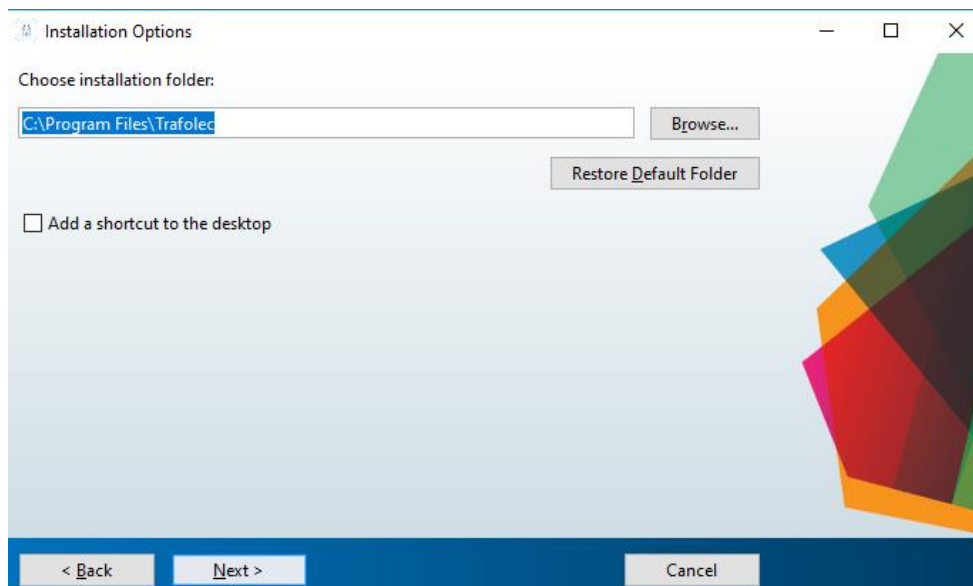 Installation Options
Choose installation folder:
C:\Program Files\Trafolec
Browse...
Restore Default Folder
Add a shortcut to the desktop
< Back
Next >
Cancel